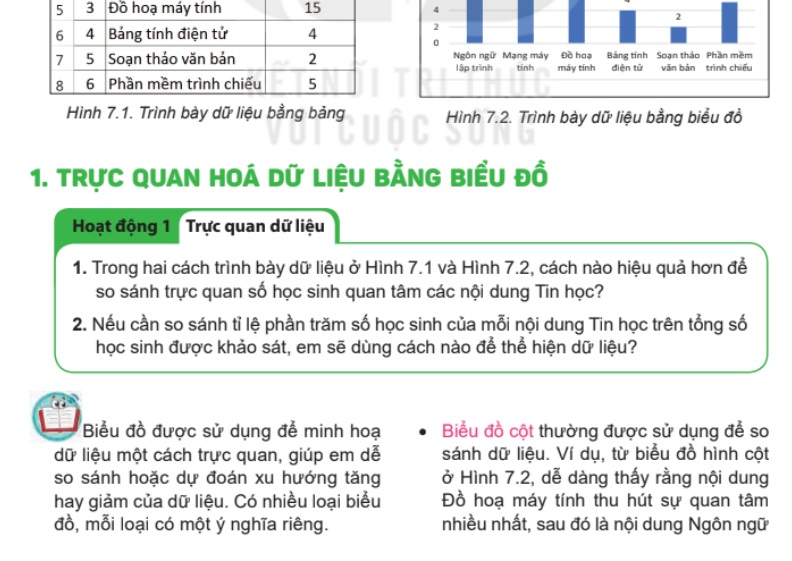 5 3 Đồ hoạ máy tính 15
6 4 Bảng tính điện tử 4
7 5 Soạn thảo văn bản 2
8 6 Phần mềm trình chiếu 5
Hình 7.1. Trình bày dữ liệu bằng bảng
4
2
0
2
Ngôn ngữ lập trình
Mạng máy tính
Đồ hoạ máy tính
Bảng tính điện tử
Soạn thảo văn bản
Phần mềm trình chiếu
Hình 7.2. Trình bày dữ liệu bằng biểu đồ
KẾT NỐI TRI THỨC
VỚI CUỘC SỐNG
1. TRỰC QUAN HOÁ DỮ LIỆU BẰNG BIỂU ĐỒ
Hoạt động 1 Trực quan dữ liệu
1. Trong hai cách trình bày dữ liệu ở Hình 7.1 và Hình 7.2, cách nào hiệu quả hơn để
so sánh trực quan số học sinh quan tâm các nội dung Tin học?
2. Nếu cần so sánh tỉ lệ phần trăm số học sinh của mỗi nội dung Tin học trên tổng số
học sinh được khảo sát, em sẽ dùng cách nào để thể hiện dữ liệu?
Biểu đồ được sử dụng để minh hoạ
dữ liệu một cách trực quan, giúp em dễ
so sánh hoặc dự đoán xu hướng tăng
hay giảm của dữ liệu. Có nhiều loại biểu
đồ, mỗi loại có một ý nghĩa riêng.
• Biểu đồ cột thường được sử dụng để so
sánh dữ liệu. Ví dụ, từ biểu đồ hình cột
ở Hình 7.2, dễ dàng thấy rằng nội dung
Đồ hoạ máy tính thu hút sự quan tâm
nhiều nhất, sau đó là nội dung Ngôn ngữ